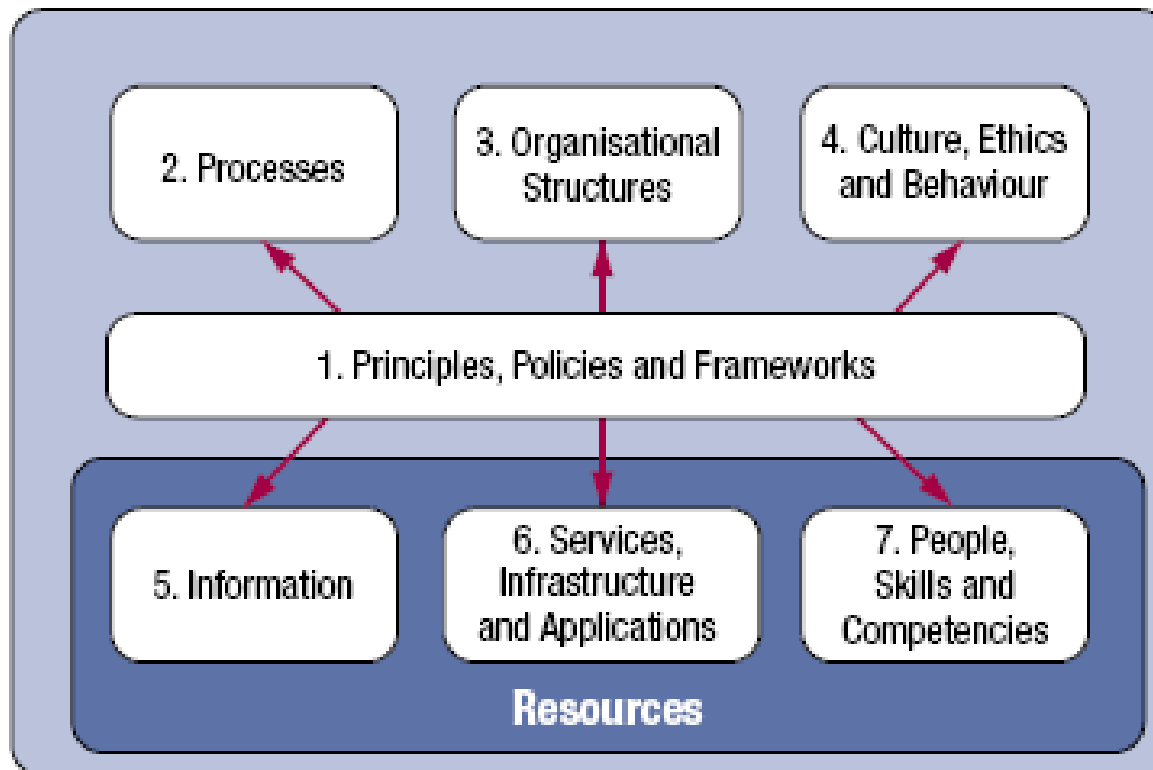 2. Processes
3. Organisational
Structures
4. Culture, Ethics
and Behaviour
1. Principles, Policies and Frameworks
5. Information
6. Services,
Infrastructure
and Applications
7. People,
Skills and
Competencies
Resources